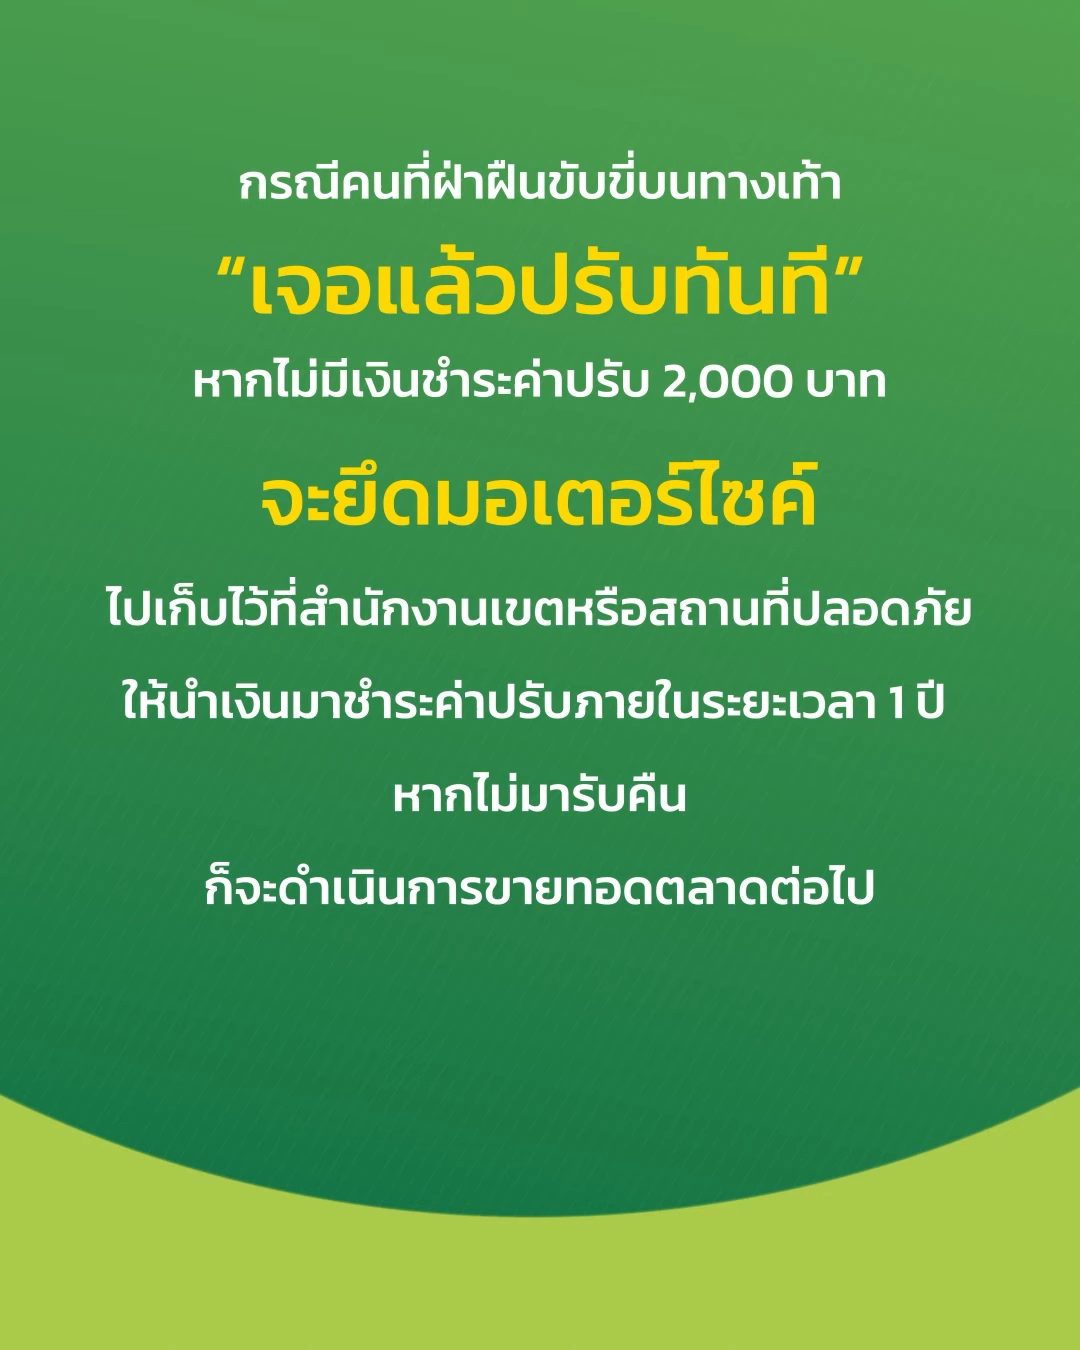 กรณีคนที่ฝ่าฝืนขับขี่บนทางเท้า
“เจอแล้วปรับทันที”
หากไม่มีเงินชำระค่าปรับ 2,000 บาท
จะยึดมอเตอร์ไซค์
ไปเก็บไว้ที่สำนักงานเขตหรือสถานที่ปลอดภัย
ให้นำเงินมาชำระค่าปรับภายในระยะเวลา 1 ปี
หากไม่มารับคืน
ก็จะดำเนินการขายทอดตลาดต่อไป